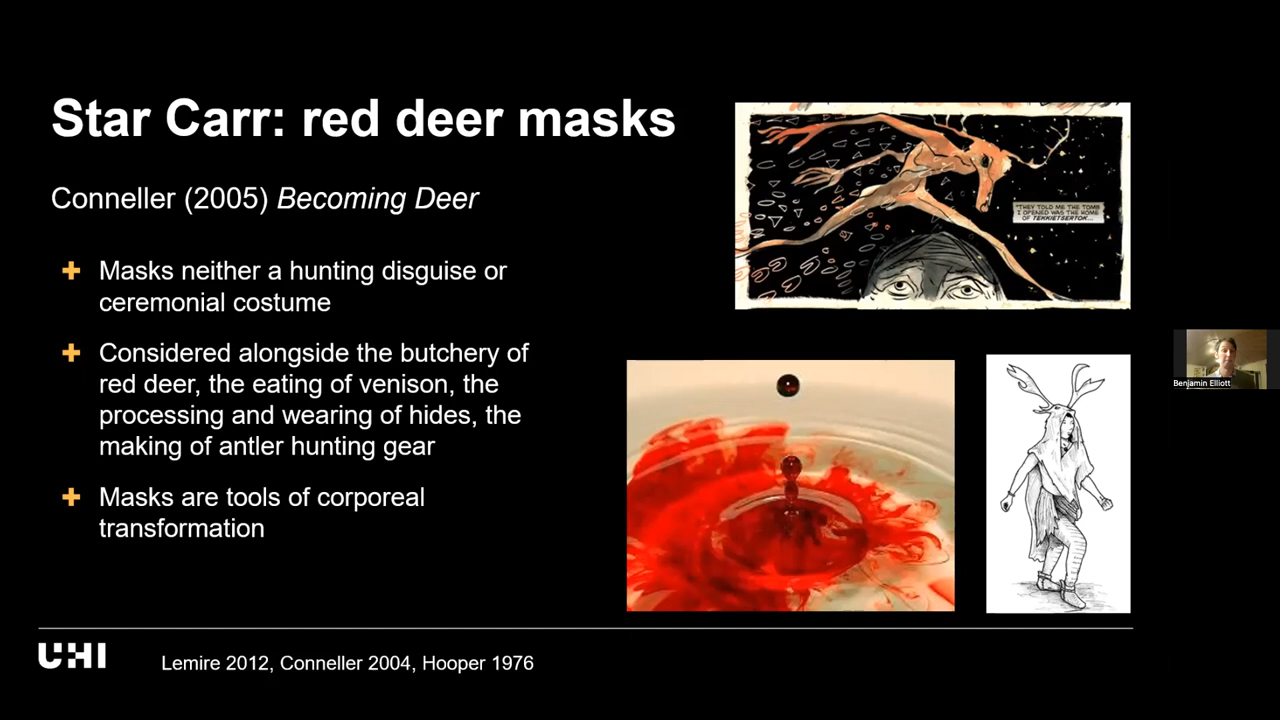 Star Carr: red deer masks
Conneller (2005) Becoming Deer
Masks neither a hunting disguise or
ceremonial costume
Considered alongside the butchery of
red deer, the eating of venison, the
processing and wearing of hides, the
making of antler hunting gear
Masks are tools of corporeal
transformation
"THEY TOLD ME THE TOMB
I OPENED WAS THE HOME
OF TEKKIETSERTOK...
Benjamin Elliott
UHI
Lemire 2012, Conneller 2004, Hooper 1976